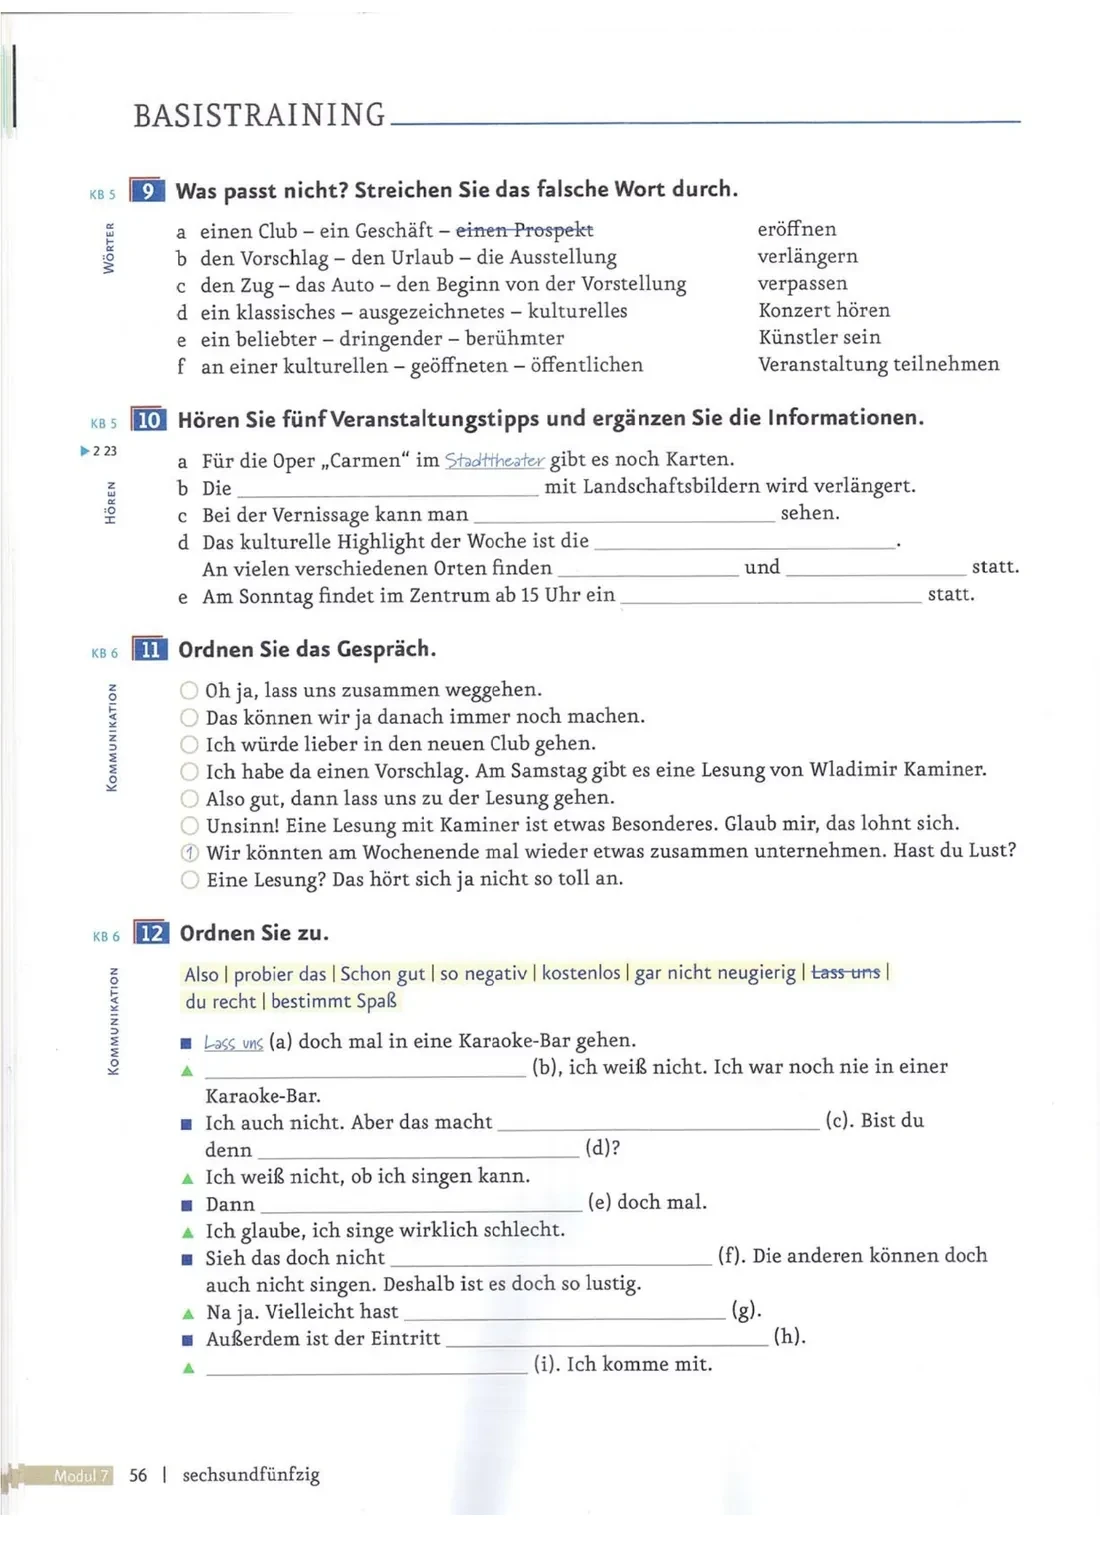 BASISTRAINING
KB 5 9 Was passt nicht? Streichen Sie das falsche Wort durch.
WÖRTER
a einen Club – ein Geschäft – einen Prospekt eröffnen
b den Vorschlag – den Urlaub – die Ausstellung verlängern
c den Zug – das Auto – den Beginn von der Vorstellung verpassen
d ein klassisches – ausgezeichnetes – kulturelles Konzert hören
e ein beliebter – dringender – berühmter Künstler sein
f an einer kulturellen – geöffneten – öffentlichen Veranstaltung teilnehmen
KB 5 10 Hören Sie fünf Veranstaltungstipps und ergänzen Sie die Informationen.
▶ 2 23
HÖREN
a Für die Oper „Carmen“ im Stadttheater gibt es noch Karten.
b Die ______ mit Landschaftsbildern wird verlängert.
c Bei der Vernissage kann man ______ sehen.
d Das kulturelle Highlight der Woche ist die ______.
An vielen verschiedenen Orten finden ______ und ______ statt.
e Am Sonntag findet im Zentrum ab 15 Uhr ein ______ statt.
KB 6 11 Ordnen Sie das Gespräch.
KOMMUNIKATION
○ Oh ja, lass uns zusammen weggehen.
○ Das können wir ja danach immer noch machen.
○ Ich würde lieber in den neuen Club gehen.
○ Ich habe da einen Vorschlag. Am Samstag gibt es eine Lesung von Wladimir Kaminer.
○ Also gut, dann lass uns zu der Lesung gehen.
○ Unsinn! Eine Lesung mit Kaminer ist etwas Besonderes. Glaub mir, das lohnt sich.
① Wir könnten am Wochenende mal wieder etwas zusammen unternehmen. Hast du Lust?
○ Eine Lesung? Das hört sich ja nicht so toll an.
KB 6 12 Ordnen Sie zu.
KOMMUNIKATION
Also | probier das | Schon gut | so negativ | kostenlos | gar nicht neugierig | Lass uns |
du recht | bestimmt Spaß
■ Lass uns (a) doch mal in eine Karaoke-Bar gehen.
▲ ______ (b), ich weiß nicht. Ich war noch nie in einer
Karaoke-Bar.
■ Ich auch nicht. Aber das macht ______ (c). Bist du
denn ______ (d)?
▲ Ich weiß nicht, ob ich singen kann.
■ Dann ______ (e) doch mal.
▲ Ich glaube, ich singe wirklich schlecht.
■ Sieh das doch nicht ______ (f). Die anderen können doch
auch nicht singen. Deshalb ist es doch so lustig.
▲ Na ja. Vielleicht hast ______ (g).
■ Außerdem ist der Eintritt ______ (h).
▲ ______ (i). Ich komme mit.
Modul 7 56 | sechsundfünfzig